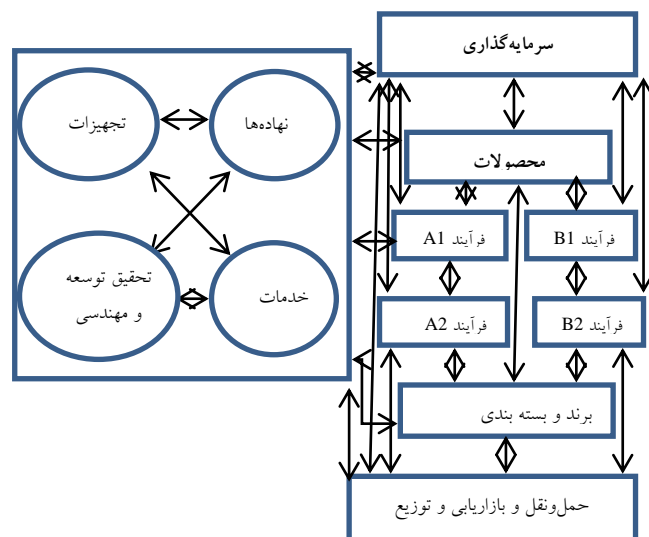 سرمایه‌گذاری
تجهیزات
نهاده‌ها
محصولات
فرآیند A1
فرآیند B1
تحقیق توسعه
و مهندسی
خدمات
فرآیند A2
فرآیند B2
برند و بسته بندی
حمل‌ونقل و بازاریابی و توزیع